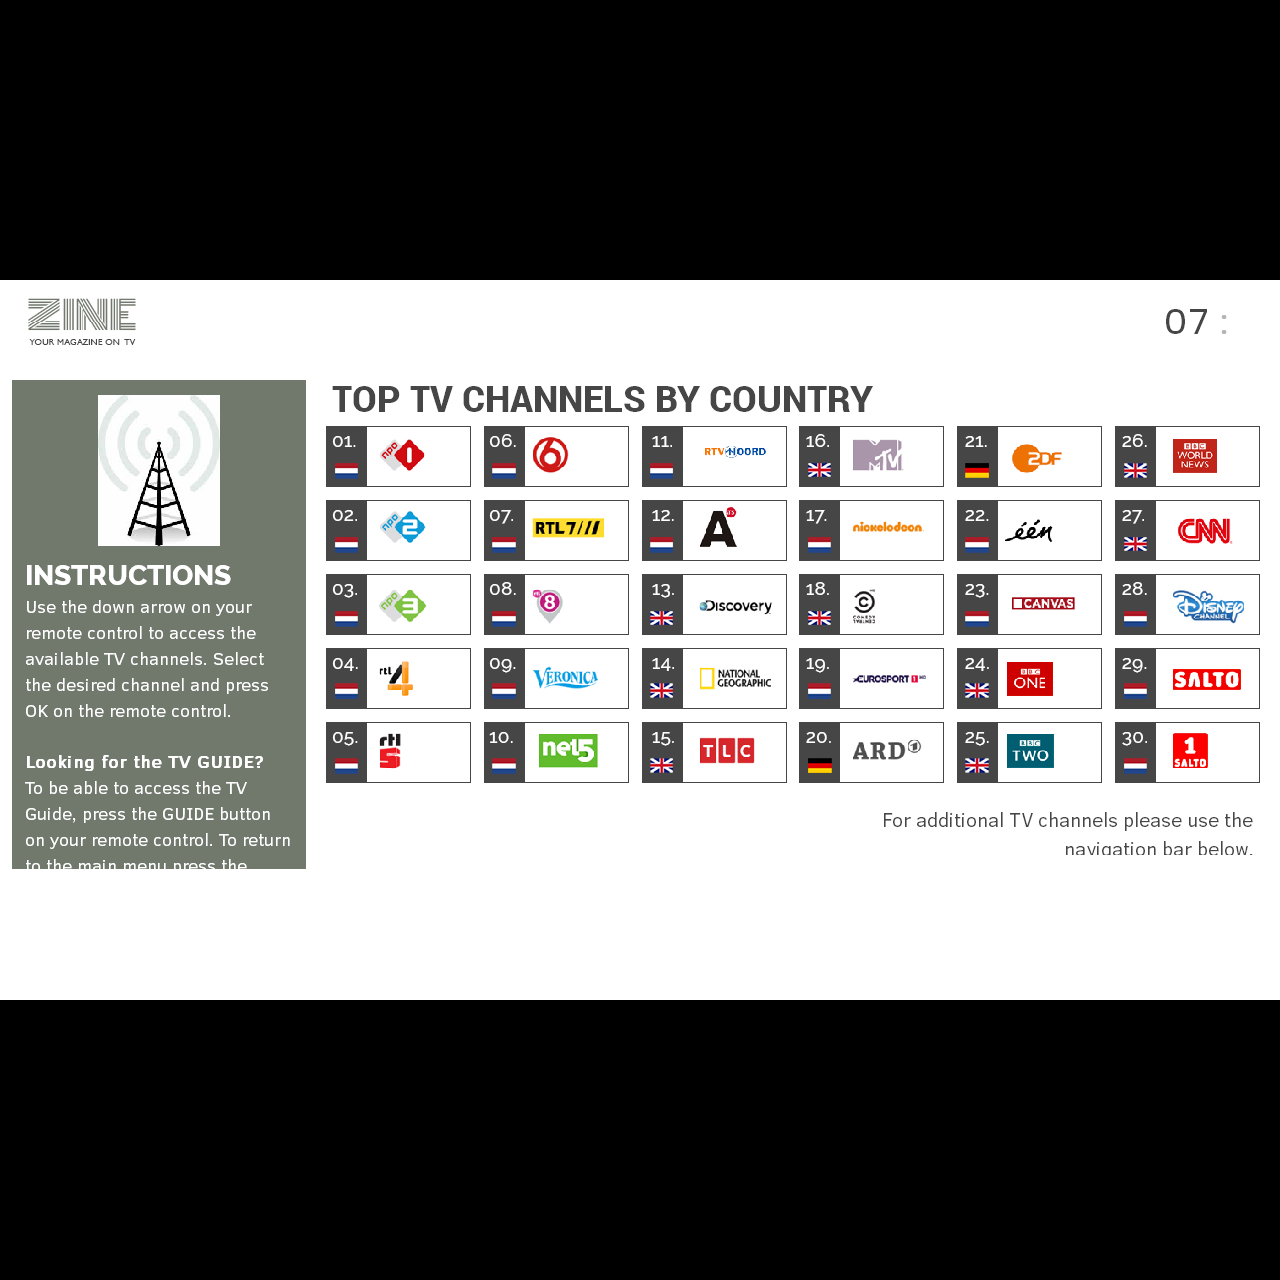 ZINE
YOUR MAGAZINE ON TV
07 :
INSTRUCTIONS
Use the down arrow on your
remote control to access the
available TV channels. Select
the desired channel and press
OK on the remote control.
Looking for the TV GUIDE?
To be able to access the TV
Guide, press the GUIDE button
on your remote control. To return
to the main menu press the
TOP TV CHANNELS BY COUNTRY
01. npo 1
06. 6
11. RTV NOORD
16. MTV
21. ZDF
26. BBC WORLD NEWS
02. npo 2
07. RTL 7
12. A
17. nickelodeon
22. één
27. CNN
03. npo 3
08. 8
13. Discovery
18. COMEDY CENTRAL
23. CANVAS
28. Disney CHANNEL
04. rtl 4
09. VERONICA
14. NATIONAL GEOGRAPHIC
19. EUROSPORT 1
24. BBC ONE
29. SALTO
05. rtl 5
10. net5
15. TLC
20. ARD 1
25. BBC TWO
30. 1 SALTO
For additional TV channels please use the
navigation bar below.